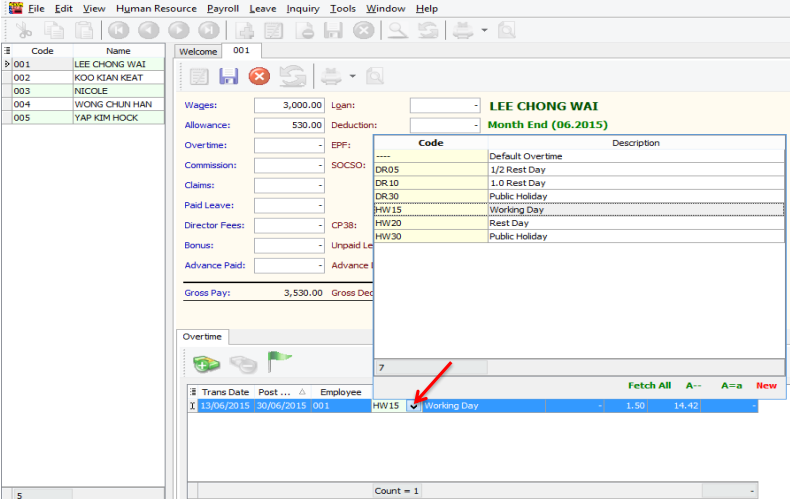 File Edit View Human Resource Payroll Leave Inquiry Tools Window Help
Code Name
001 LEE CHONG WAI
002 KOO KIAN KEAT
003 NICOLE
004 WONG CHUN HAN
005 YAP KIM HOCK
5
Welcome 001
Wages: 3,000.00 Loan: - LEE CHONG WAI
Allowance: 530.00 Deduction: - Month End (06.2015)
Overtime: - EPF:
Commission: - SOCSO:
Claims: -
Paid Leave: -
Director Fees: - CP38:
Bonus: - Unpaid Le
Advance Paid: - Advance
Gross Pay: 3,530.00 Gross Ded
Code Description
---- Default Overtime
DR05 1/2 Rest Day
DR10 1.0 Rest Day
DR30 Public Holiday
HW15 Working Day
HW20 Rest Day
HW30 Public Holiday
7
Fetch All A-- A=a New
Overtime
Trans Date Post ... Employee
13/06/2015 30/06/2015 001 HW15 Working Day - 1.50 14.42 -
Count = 1 -